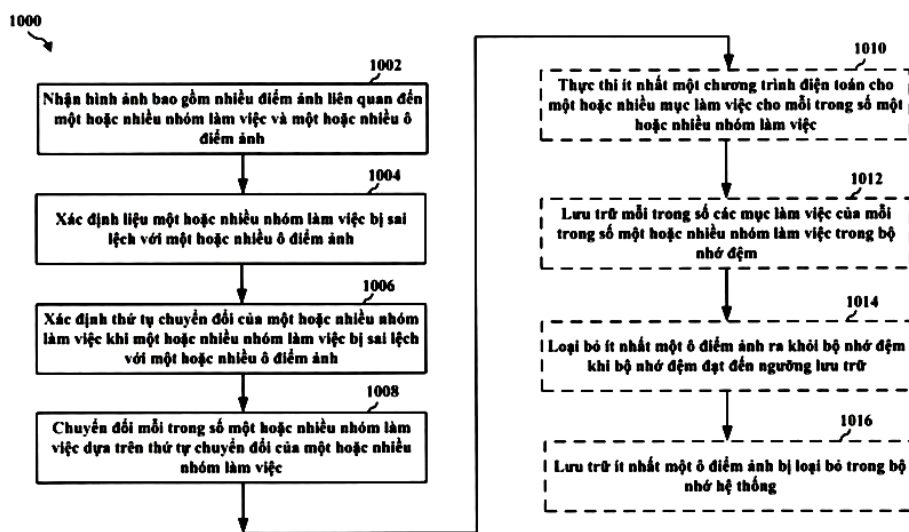 1000
1002
Nhận hình ảnh bao gồm nhiều điểm ảnh liên quan đến
một hoặc nhiều nhóm làm việc và một hoặc nhiều ô
điểm ảnh
1004
Xác định liệu một hoặc nhiều nhóm làm việc bị sai
lệch với một hoặc nhiều ô điểm ảnh
1006
Xác định thứ tự chuyển đổi của một hoặc nhiều nhóm
làm việc khi một hoặc nhiều nhóm làm việc bị sai lệch
với một hoặc nhiều ô điểm ảnh
1008
Chuyển đổi mỗi trong số một hoặc nhiều nhóm làm
việc dựa trên thứ tự chuyển đổi của một hoặc nhiều
nhóm làm việc
1010
Thực thi ít nhất một chương trình điện toán cho
một hoặc nhiều mục làm việc cho mỗi trong số một
hoặc nhiều nhóm làm việc
1012
Lưu trữ mỗi trong số các mục làm việc của mỗi
trong số một hoặc nhiều nhóm làm việc trong bộ
nhớ đệm
1014
Loại bỏ ít nhất một ô điểm ảnh ra khỏi bộ nhớ đệm
khi bộ nhớ đệm đạt đến ngưỡng lưu trữ
1016
Lưu trữ ít nhất một ô điểm ảnh bị loại bỏ trong bộ
nhớ hệ thống